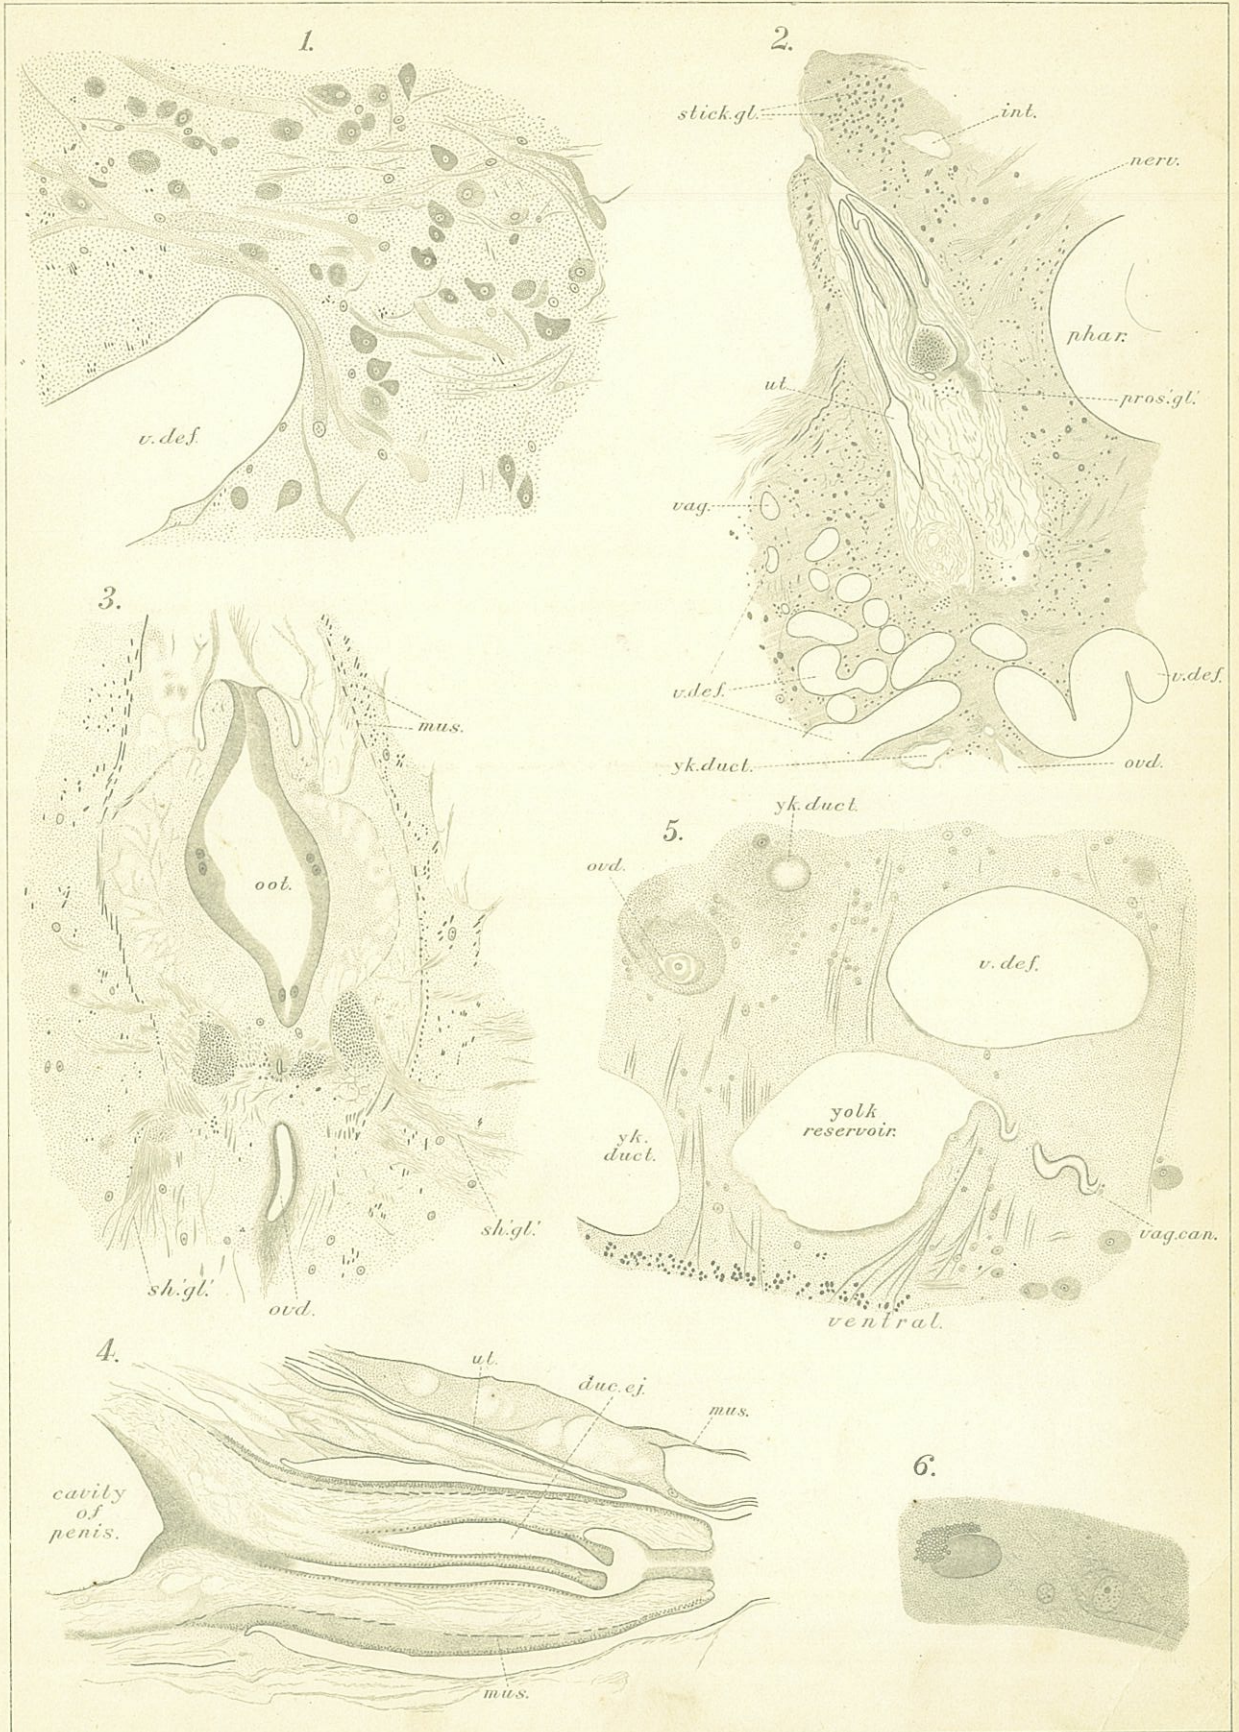 1.
v. def.
2.
stick. gl.
int.
nerv.
phar.
ut.
pros. gl.
vag.
v. def.
v. def.
yk. duct.
ovd.
3.
mus.
oot.
sh. gl.
sh. gl.
ovd.
5.
yk. duct.
ovd.
v. def.
yolk
reservoir.
yk.
duct.
vag. can.
ventral.
4.
ut.
duc. ej.
mus.
cavity
of
penis.
mus.
6.